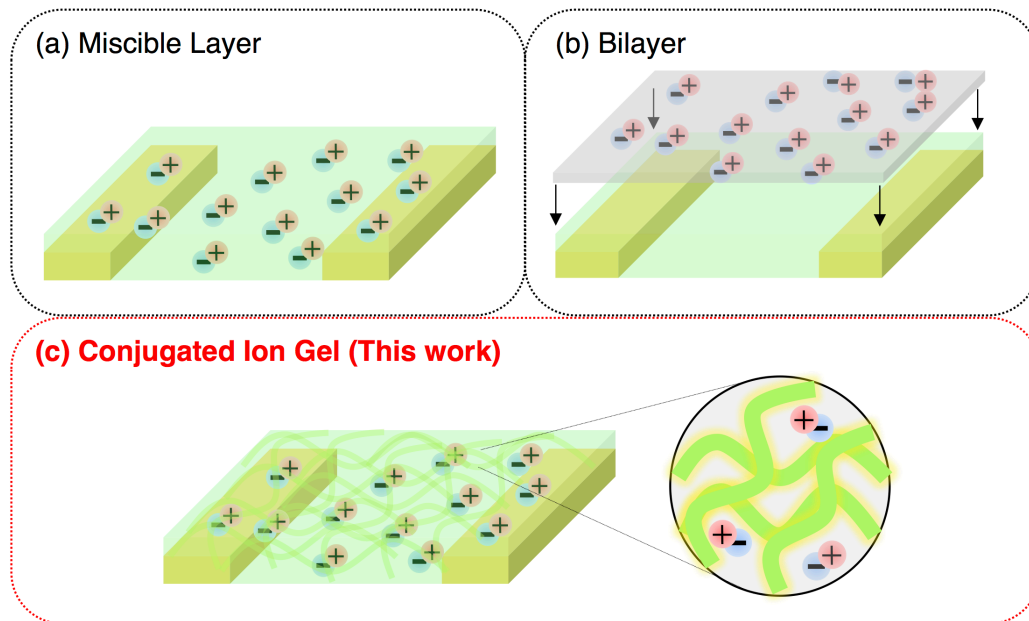 (a) Miscible Layer
(b) Bilayer
(c) Conjugated Ion Gel (This work)